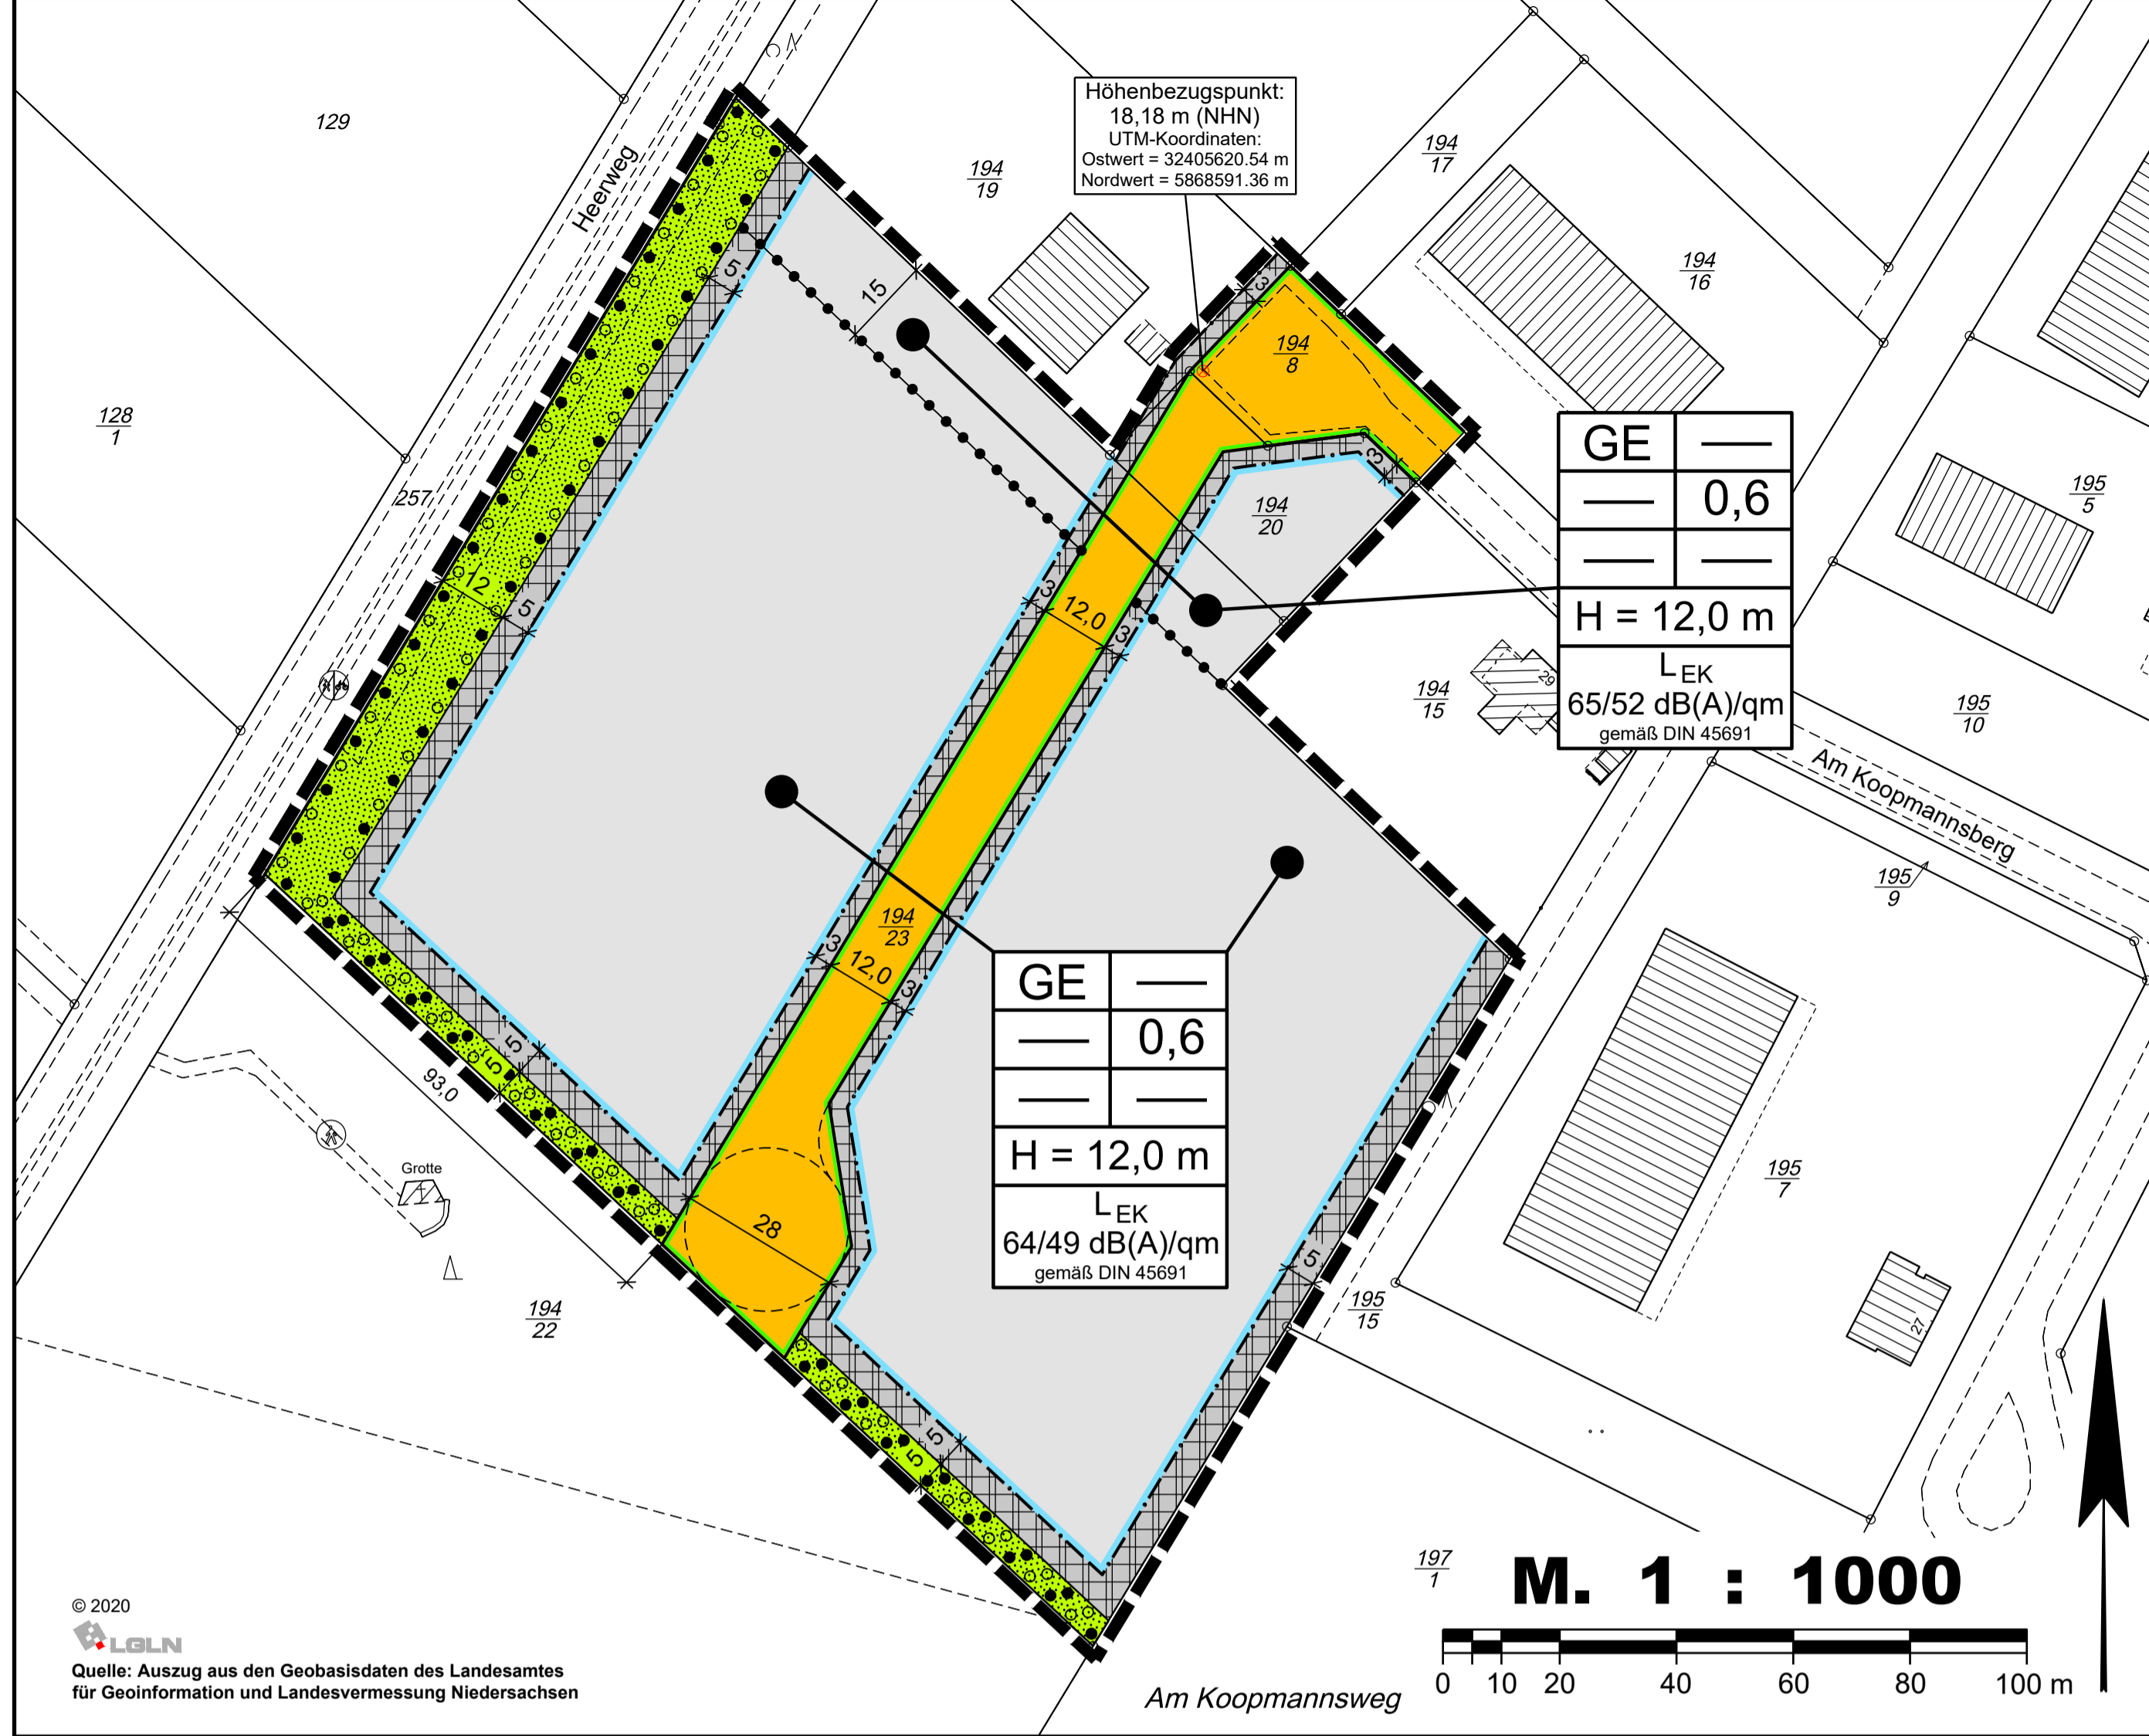 129
Heerweg
Höhenbezugspunkt:
18,18 m (NHN)
UTM-Koordinaten:
Ostwert = 32405620.54 m
Nordwert = 5868591.36 m
194
19
194
17
194
16
3
194
8
5
15
128
1
257
GE
0,6
H = 12,0 m
L EK
65/52 dB(A)/qm
gemäß DIN 45691
3
194
20
195
5
12
5
3
12,0
3
194
15
29
195
10
Am Koopmannsberg
195
9
194
23
3
12,0
3
GE
0,6
H = 12,0 m
L EK
64/49 dB(A)/qm
gemäß DIN 45691
5
5
93,0
Grotte
28
194
22
195
7
5
195
15
27
5
5
197
1
M. 1 : 1000
0 10 20 40 60 80 100 m
© 2020
LGLN
Quelle: Auszug aus den Geobasisdaten des Landesamtes
für Geoinformation und Landesvermessung Niedersachsen
Am Koopmannsweg